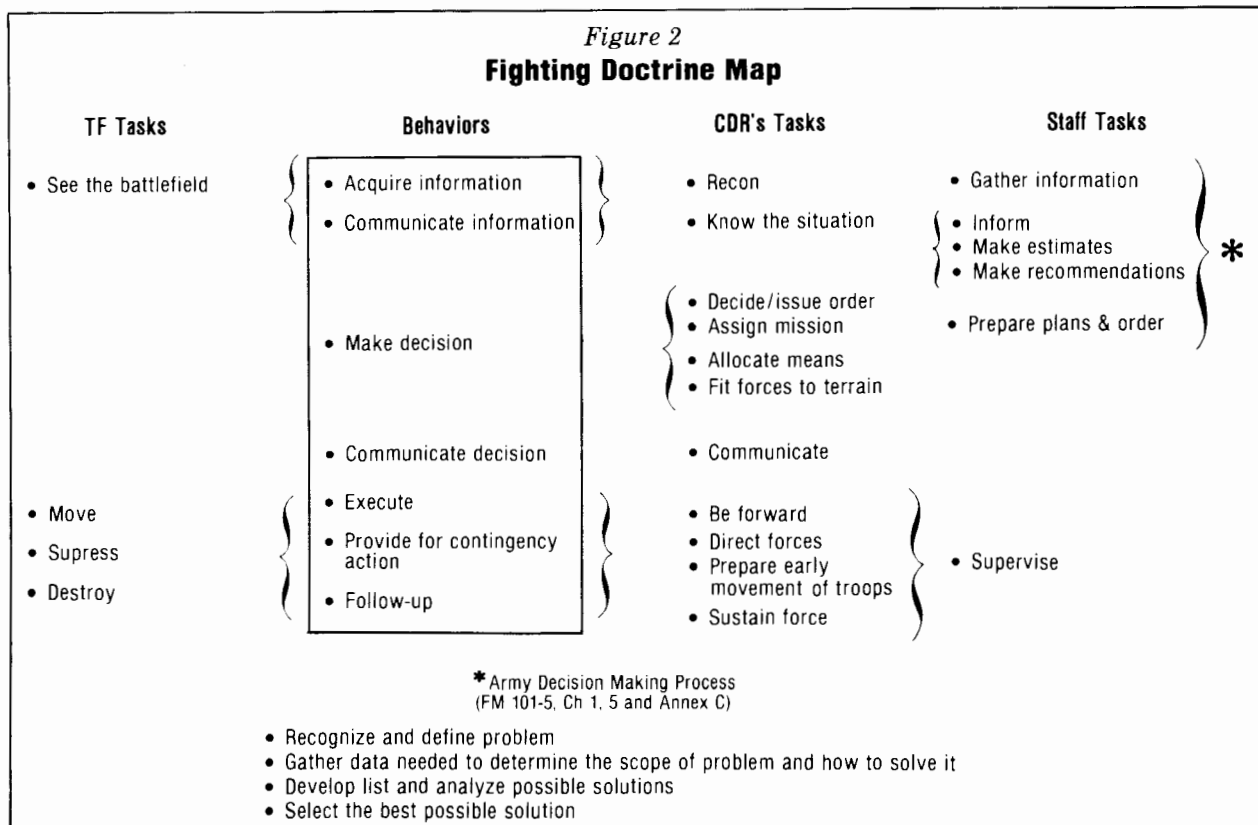 Figure 2
Fighting Doctrine Map
TF Tasks
• See the battlefield
• Move
• Supress
• Destroy
Behaviors
• Acquire information
• Communicate information
• Make decision
• Communicate decision
• Execute
• Provide for contingency
action
• Follow-up
CDR's Tasks
• Recon
• Know the situation
• Decide/issue order
• Assign mission
• Allocate means
• Fit forces to terrain
• Communicate
• Be forward
• Direct forces
• Prepare early
movement of troops
• Sustain force
Staff Tasks
• Gather information
• Inform
• Make estimates
• Make recommendations
• Prepare plans & order
*
• Supervise
*Army Decision Making Process
(FM 101-5, Ch 1, 5 and Annex C)
• Recognize and define problem
• Gather data needed to determine the scope of problem and how to solve it
• Develop list and analyze possible solutions
• Select the best possible solution